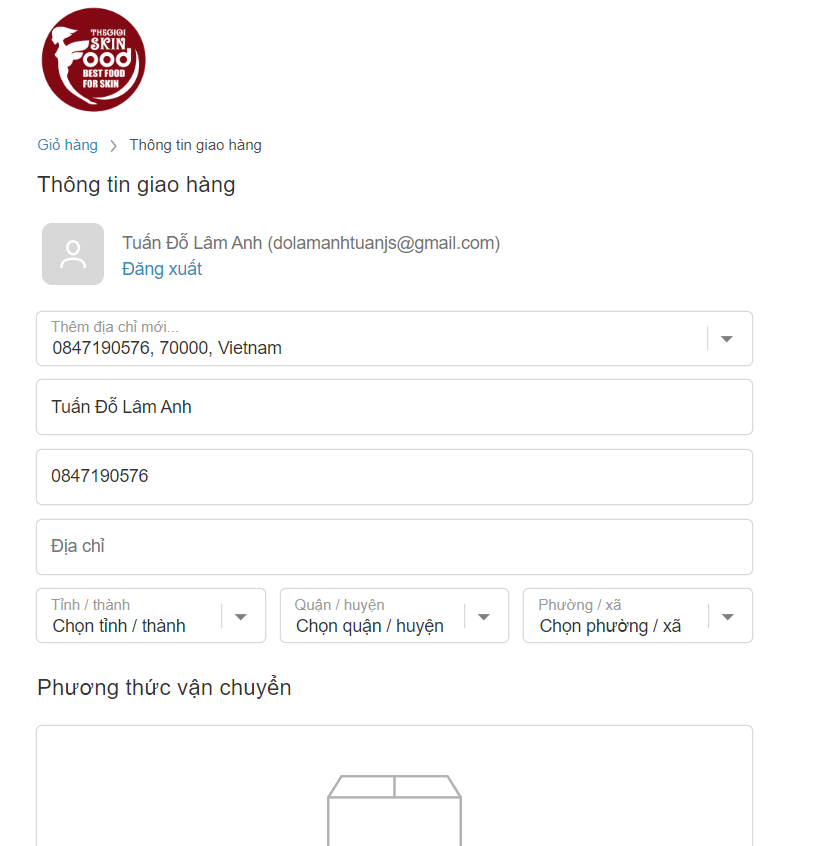 THEGIOI
SKIN
Food
BEST FOOD
FOR SKIN
Giỏ hàng > Thông tin giao hàng
Thông tin giao hàng
Tuấn Đỗ Lâm Anh (dolamanhtuanjs@gmail.com)
Đăng xuất
Thêm địa chỉ mới...
0847190576, 70000, Vietnam
Tuấn Đỗ Lâm Anh
0847190576
Địa chỉ
Tỉnh / thành Quận / huyện Phường / xã
Chọn tỉnh / thành Chọn quận / huyện Chọn phường / xã
Phương thức vận chuyển